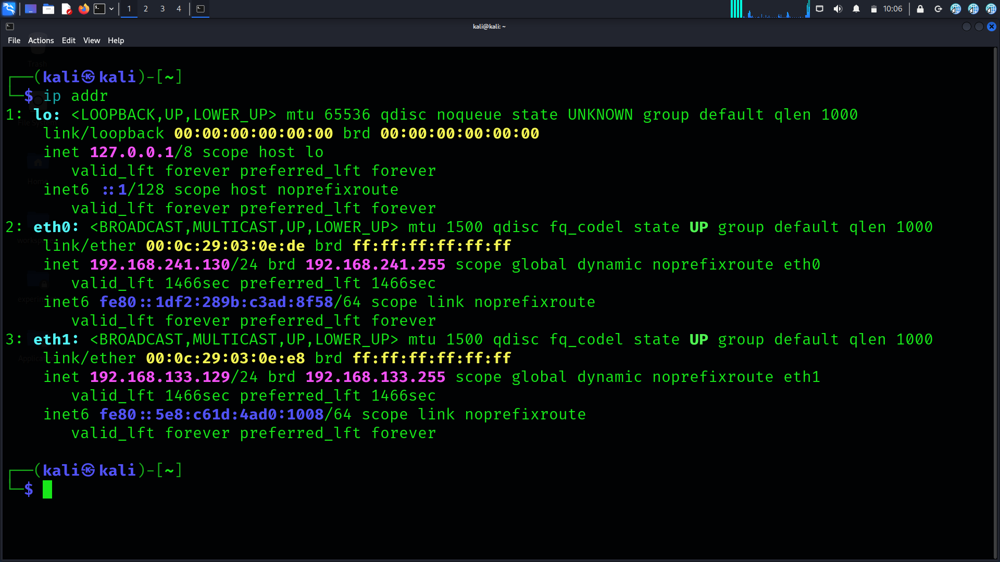 1 2 3 4 10:06
kali@kali: ~
File Actions Edit View Help
Trash
┌──(kali㉿kali)-[~]
└─$ ip addr
1: lo: <LOOPBACK,UP,LOWER_UP> mtu 65536 qdisc noqueue state UNKNOWN group default qlen 1000
    link/loopback 00:00:00:00:00:00 brd 00:00:00:00:00:00
    inet 127.0.0.1/8 scope host lo
       valid_lft forever preferred_lft forever
Home
    inet6 ::1/128 scope host noprefixroute
       valid_lft forever preferred_lft forever
2: eth0: <BROADCAST,MULTICAST,UP,LOWER_UP> mtu 1500 qdisc fq_codel state UP group default qlen 1000
    link/ether 00:0c:29:03:0e:de brd ff:ff:ff:ff:ff:ff
    inet 192.168.241.130/24 brd 192.168.241.255 scope global dynamic noprefixroute eth0
       valid_lft 1466sec preferred_lft 1466sec
    inet6 fe80::1df2:289b:c3ad:8f58/64 scope link noprefixroute
       valid_lft forever preferred_lft forever
3: eth1: <BROADCAST,MULTICAST,UP,LOWER_UP> mtu 1500 qdisc fq_codel state UP group default qlen 1000
    link/ether 00:0c:29:03:0e:e8 brd ff:ff:ff:ff:ff:ff
    inet 192.168.133.129/24 brd 192.168.133.255 scope global dynamic noprefixroute eth1
       valid_lft 1466sec preferred_lft 1466sec
    inet6 fe80::5e8:c61d:4ad0:1008/64 scope link noprefixroute
       valid_lft forever preferred_lft forever
┌──(kali㉿kali)-[~]
└─$